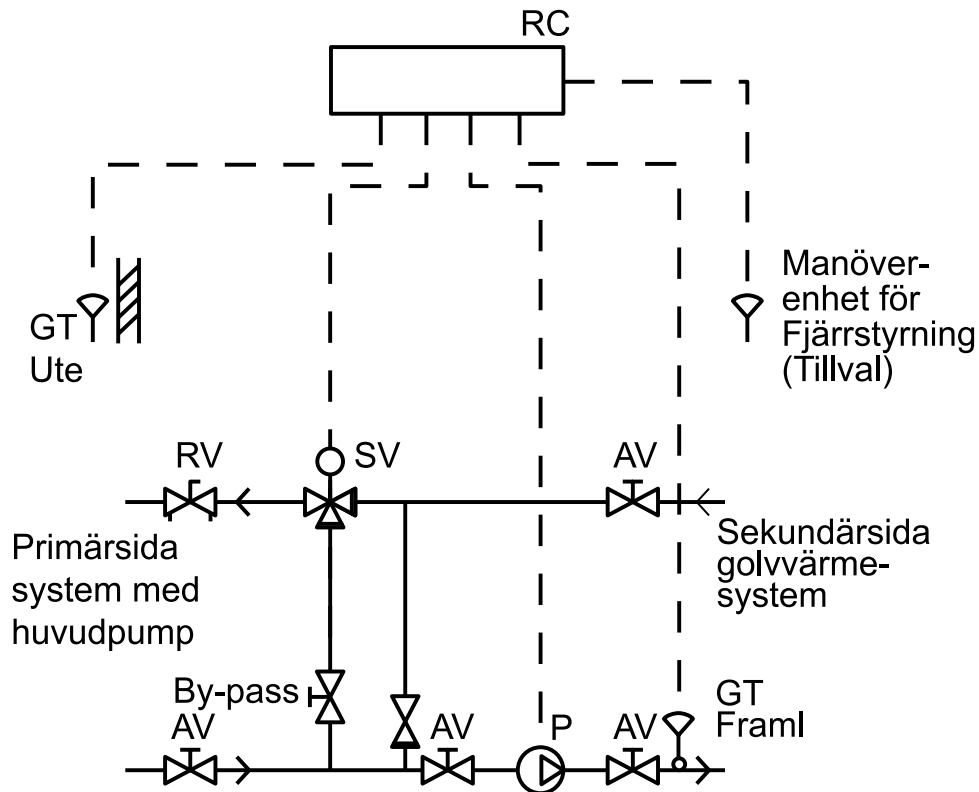 RC
GT
Ute
Manöver-
enhet för
Fjärrstyrning
(Tillval)
RV
SV
AV
Primärsida
system med
huvudpump
Sekundärsida
golvvärme-
system
By-pass
AV
AV
P
AV
GT
Framl